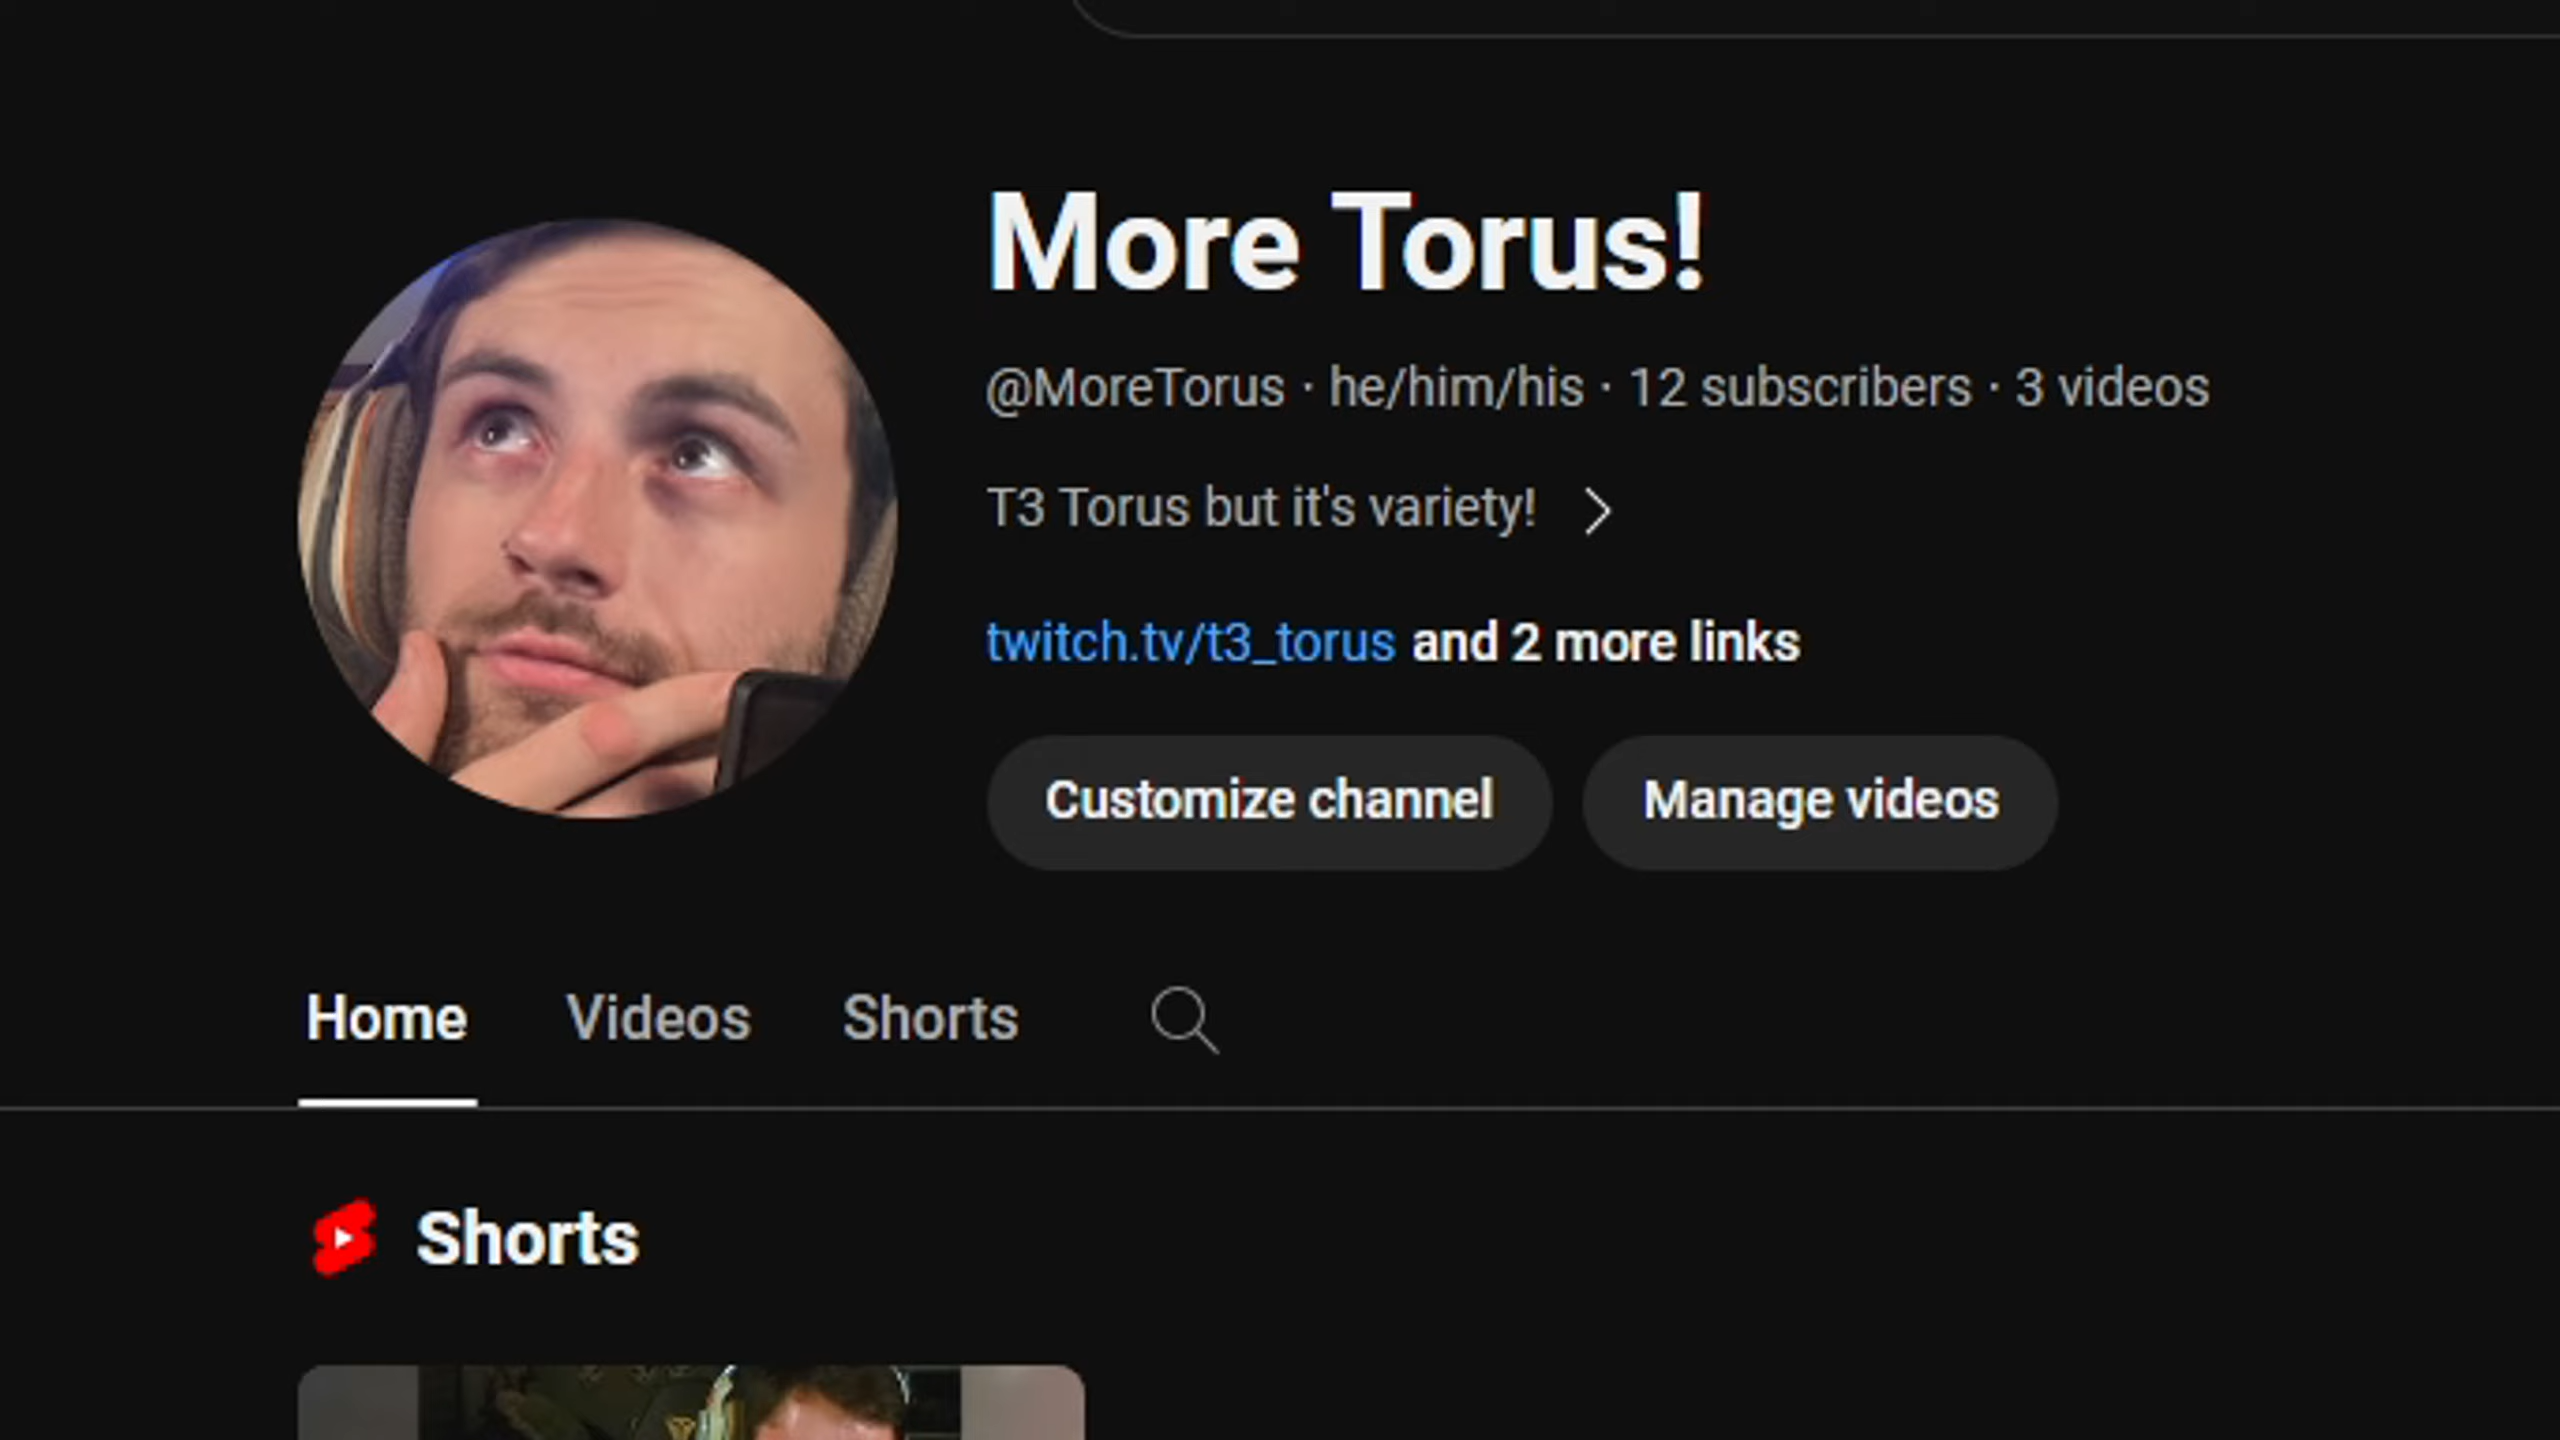 More Torus!
@MoreTorus · he/him/his · 12 subscribers · 3 videos
T3 Torus but it's variety!
twitch.tv/t3_torus and 2 more links
Customize channel
Manage videos
Home
Videos
Shorts
Shorts